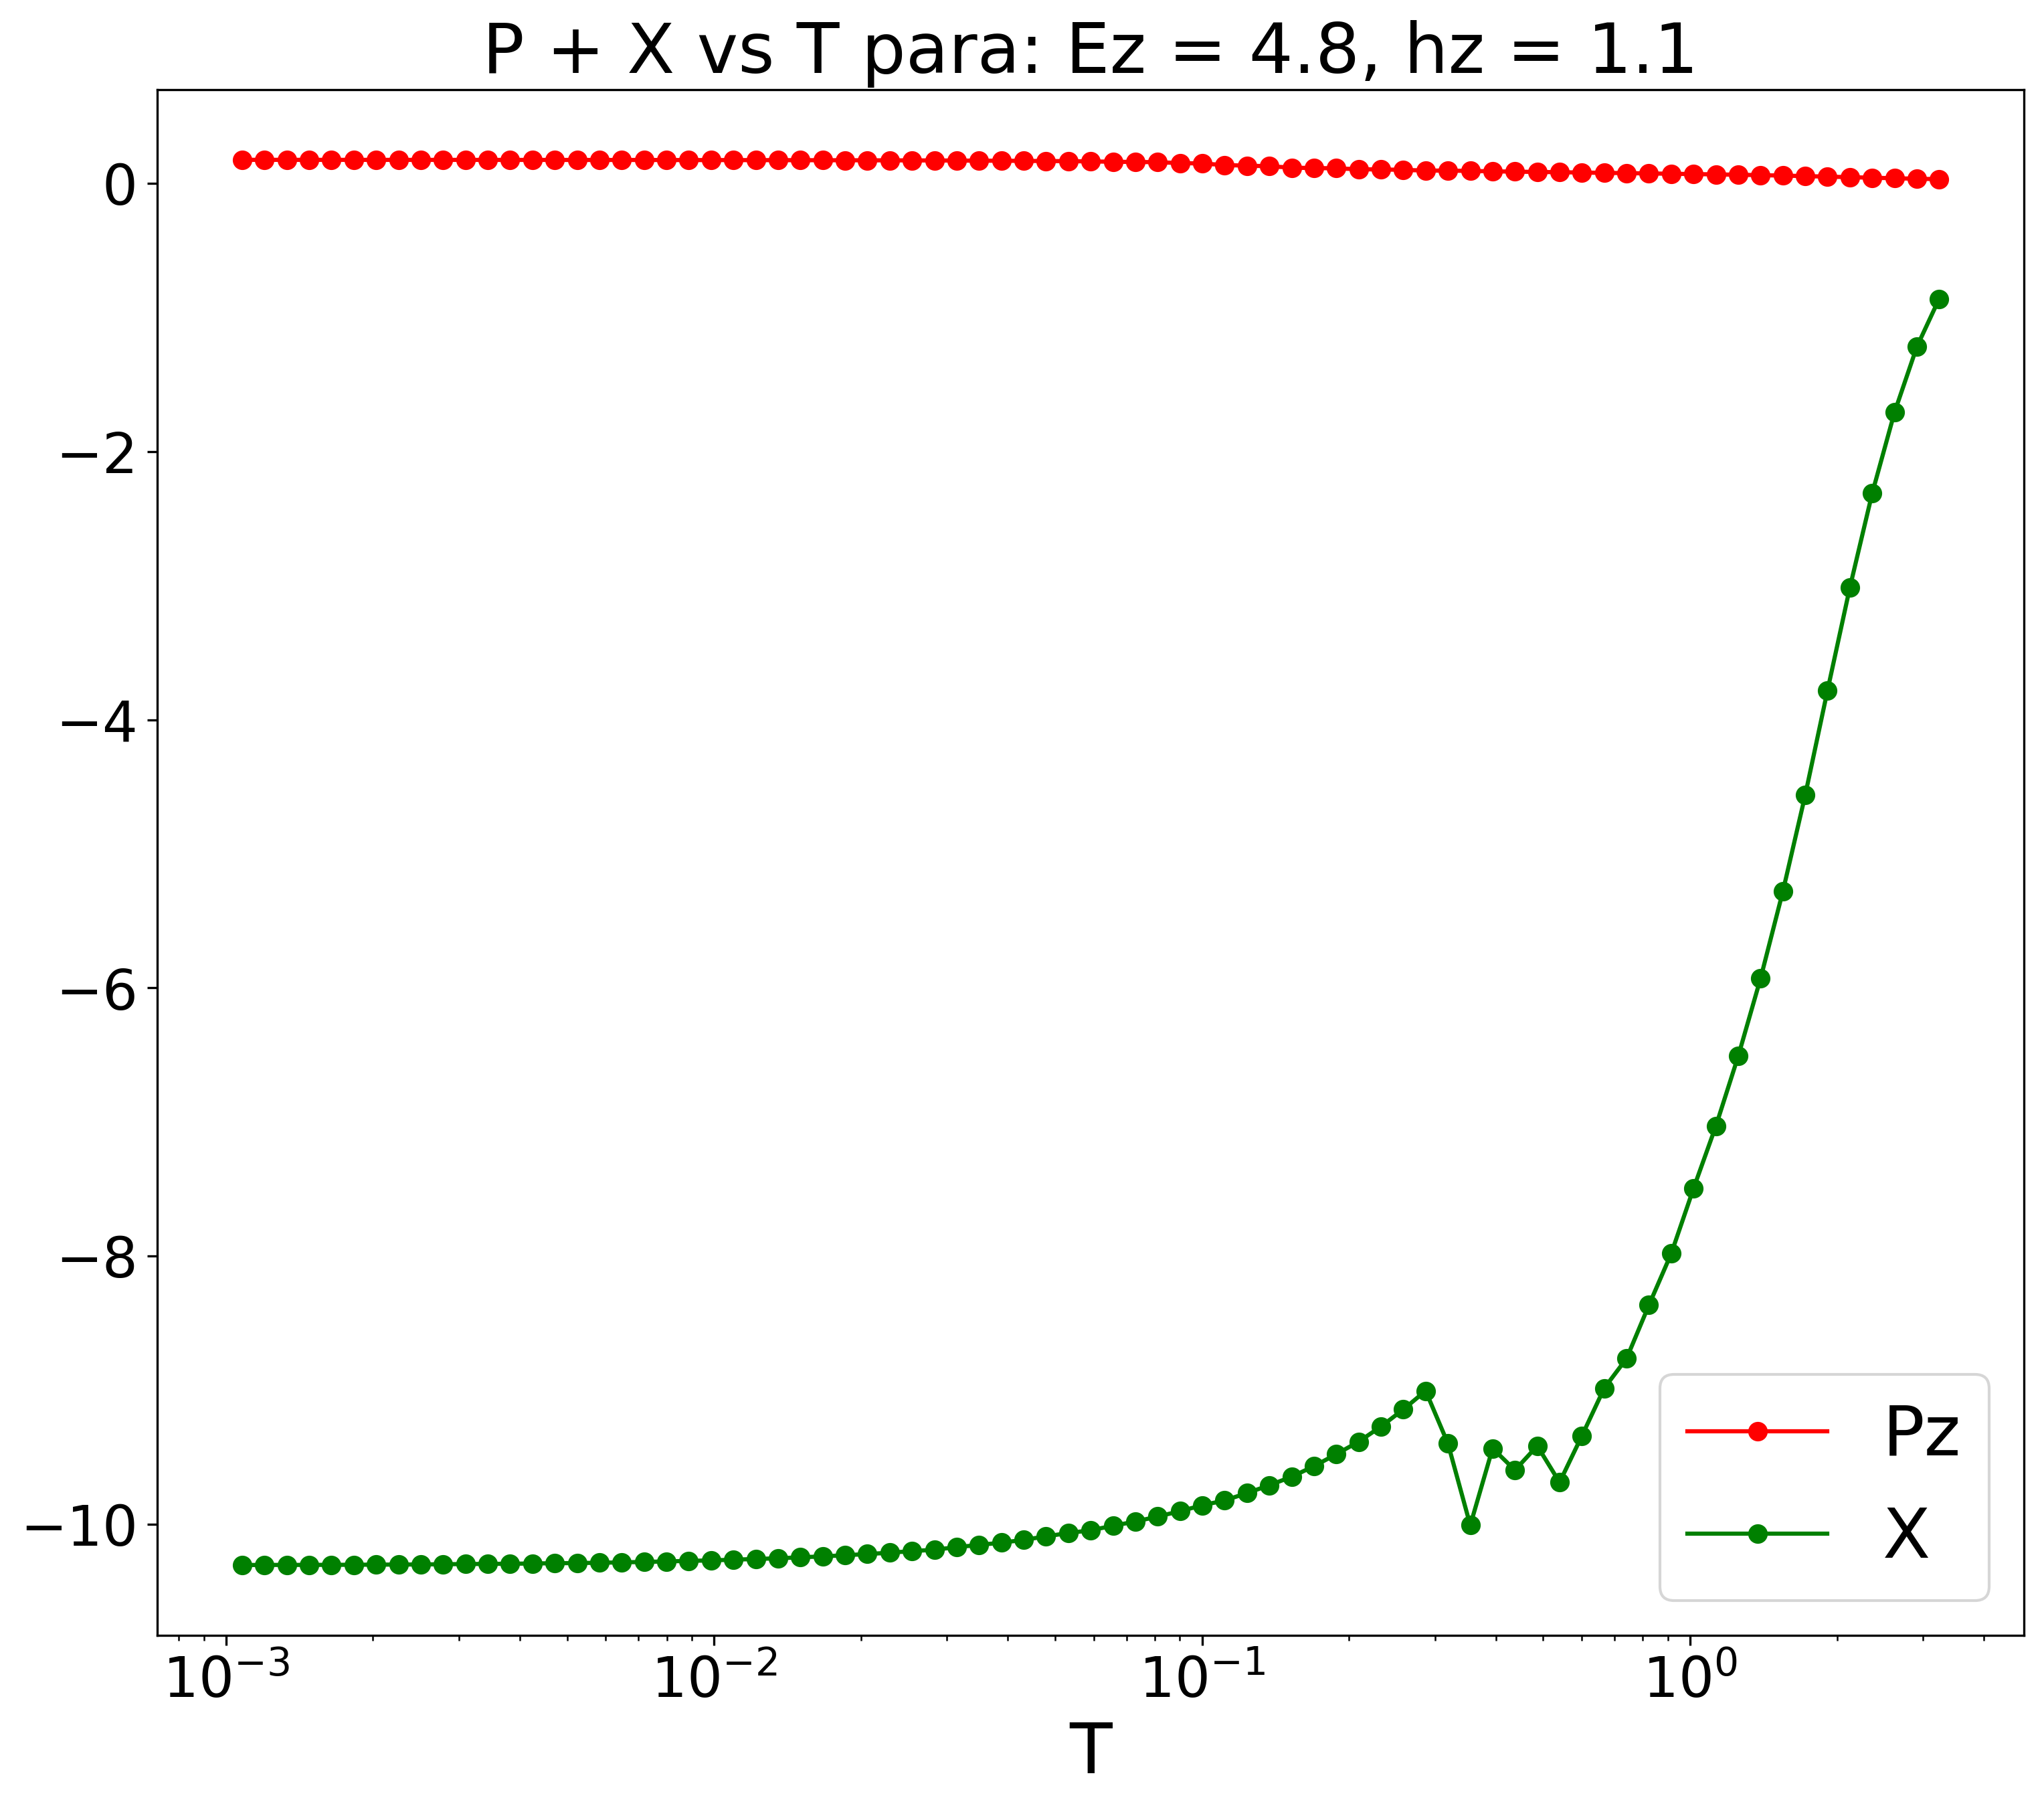 P + X vs T para: Ez = 4.8, hz = 1.1
0
−2
−4
−6
−8
−10
Pz
X
10⁻³ 10⁻² 10⁻¹ 10⁰
T